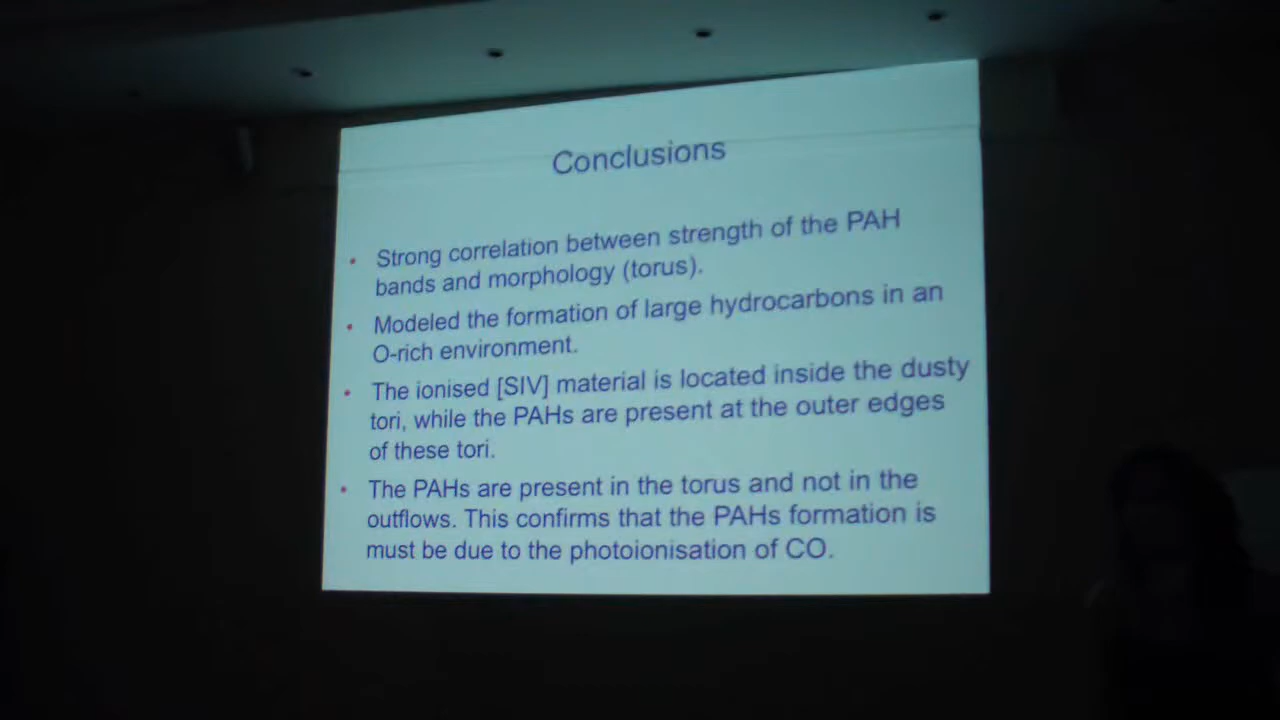 Conclusions
• Strong correlation between strength of the PAH
bands and morphology (torus).
• Modeled the formation of large hydrocarbons in an
O-rich environment.
• The ionised [SIV] material is located inside the dusty
tori, while the PAHs are present at the outer edges
of these tori.
• The PAHs are present in the torus and not in the
outflows. This confirms that the PAHs formation is
must be due to the photoionisation of CO.